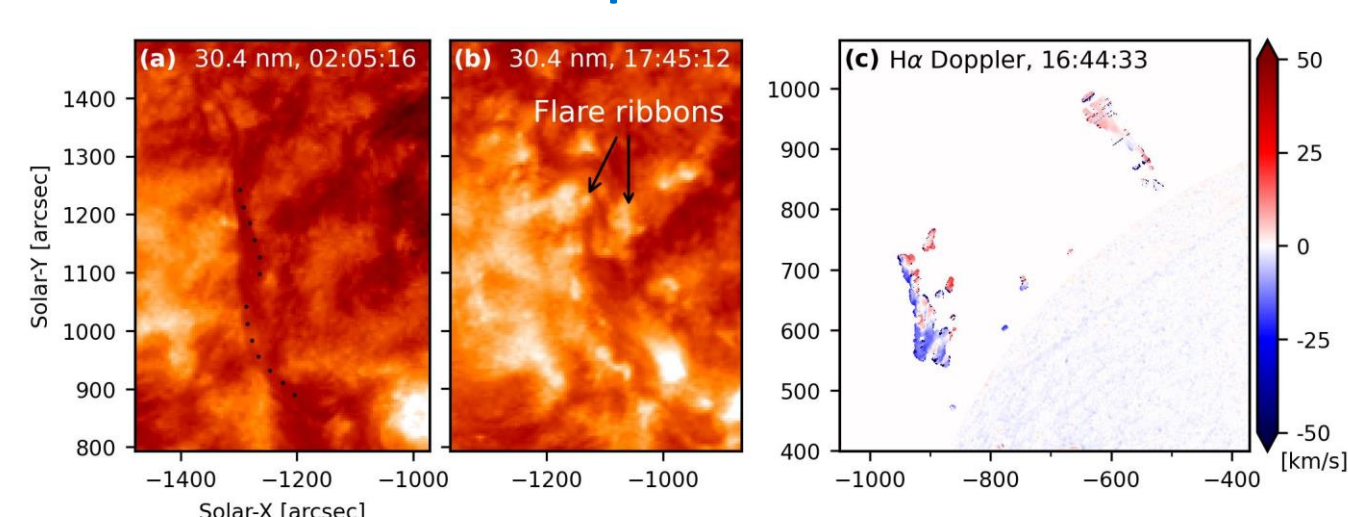 (a) 30.4 nm, 02:05:16
(b) 30.4 nm, 17:45:12
(c) Hα Doppler, 16:44:33
Flare ribbons
Solar-Y [arcsec]
1400
1300
1200
1100
1000
900
800
−1400 −1200 −1000
Solar-X [arcsec]
−1200 −1000
1000
900
800
700
600
500
400
−1000 −800 −600 −400
50
25
0
-25
-50
[km/s]